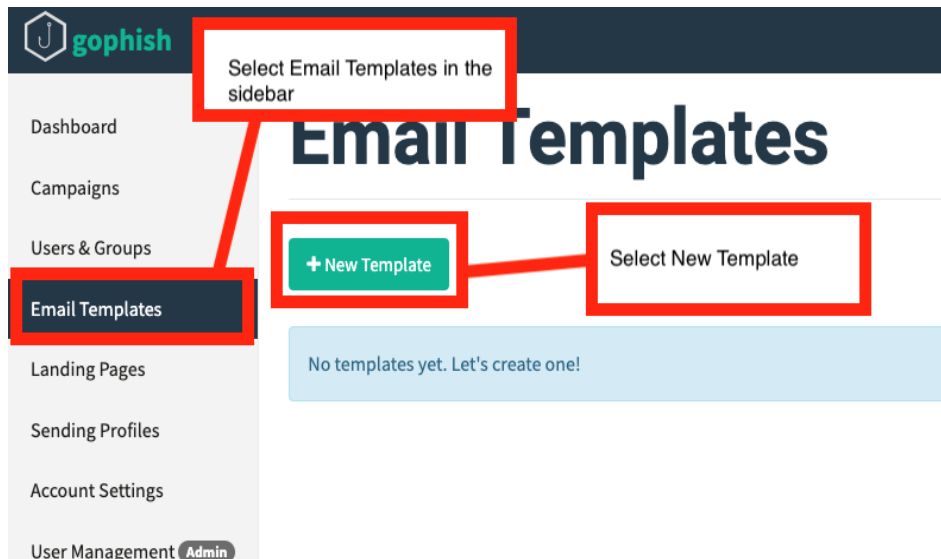 gophish
Select Email Templates in the
sidebar
Email Templates
Dashboard
Campaigns
Users & Groups
Email Templates
Landing Pages
Sending Profiles
Account Settings
User Management Admin
+ New Template
Select New Template
No templates yet. Let's create one!